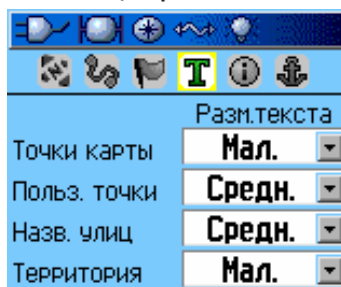 T
Разм.текста
Точки карты Мал.
Польз. точки Средн.
Назв. улиц Средн.
Территория Мал.